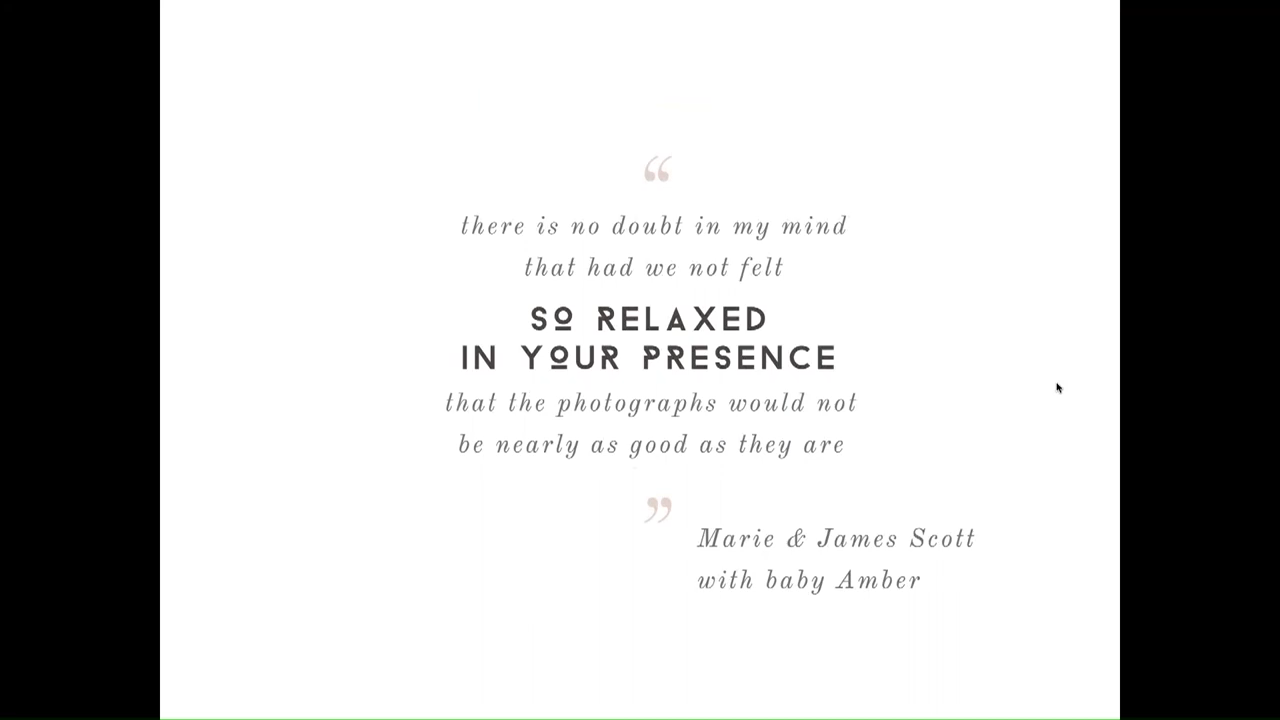 “
there is no doubt in my mind
that had we not felt
SO RELAXED
IN YOUR PRESENCE
that the photographs would not
be nearly as good as they are
”
Marie & James Scott
with baby Amber